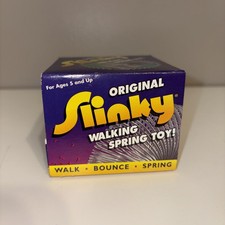 For Ages 5 and Up
ORIGINAL
Slinky®
WALKING
SPRING TOY!
WALK • BOUNCE • SPRING